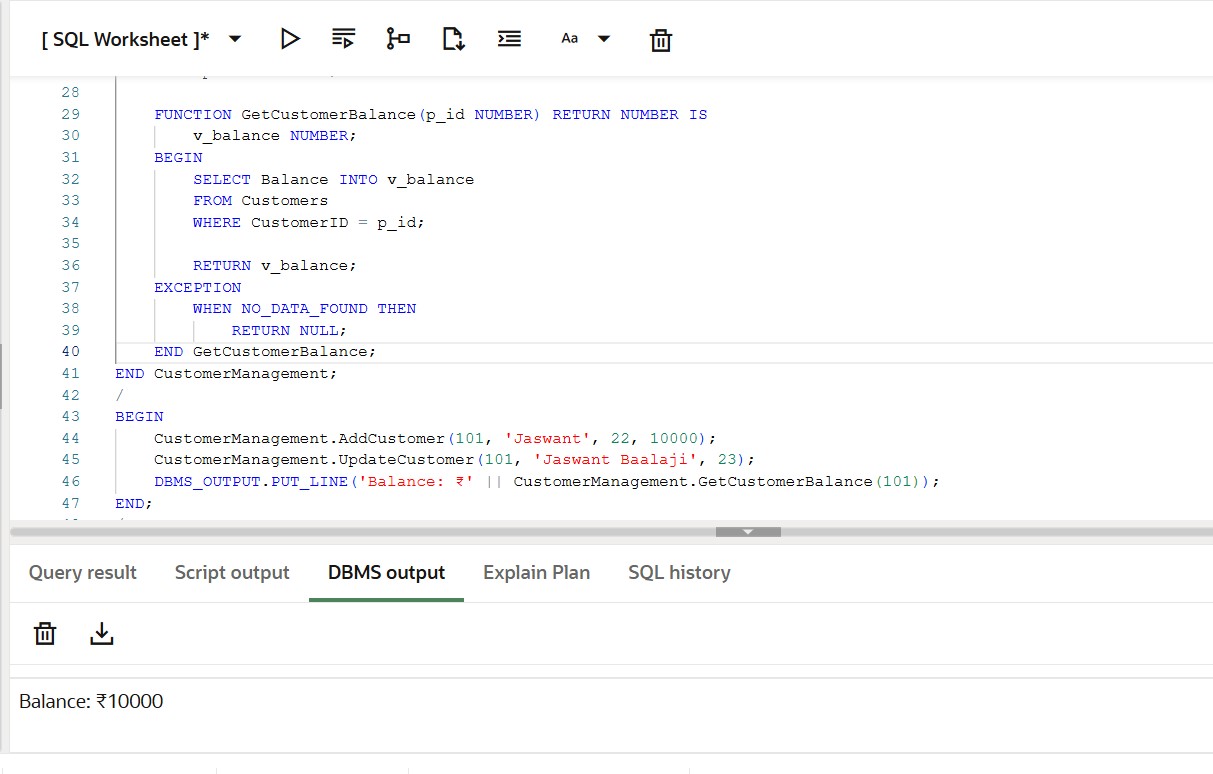 [ SQL Worksheet ]* Aa
28
29 FUNCTION GetCustomerBalance(p_id NUMBER) RETURN NUMBER IS
30 v_balance NUMBER;
31 BEGIN
32 SELECT Balance INTO v_balance
33 FROM Customers
34 WHERE CustomerID = p_id;
35
36 RETURN v_balance;
37 EXCEPTION
38 WHEN NO_DATA_FOUND THEN
39 RETURN NULL;
40 END GetCustomerBalance;
41 END CustomerManagement;
42 /
43 BEGIN
44 CustomerManagement.AddCustomer(101, 'Jaswant', 22, 10000);
45 CustomerManagement.UpdateCustomer(101, 'Jaswant Baalaji', 23);
46 DBMS_OUTPUT.PUT_LINE('Balance: ₹' || CustomerManagement.GetCustomerBalance(101));
47 END;
Query result Script output DBMS output Explain Plan SQL history
Balance: ₹10000